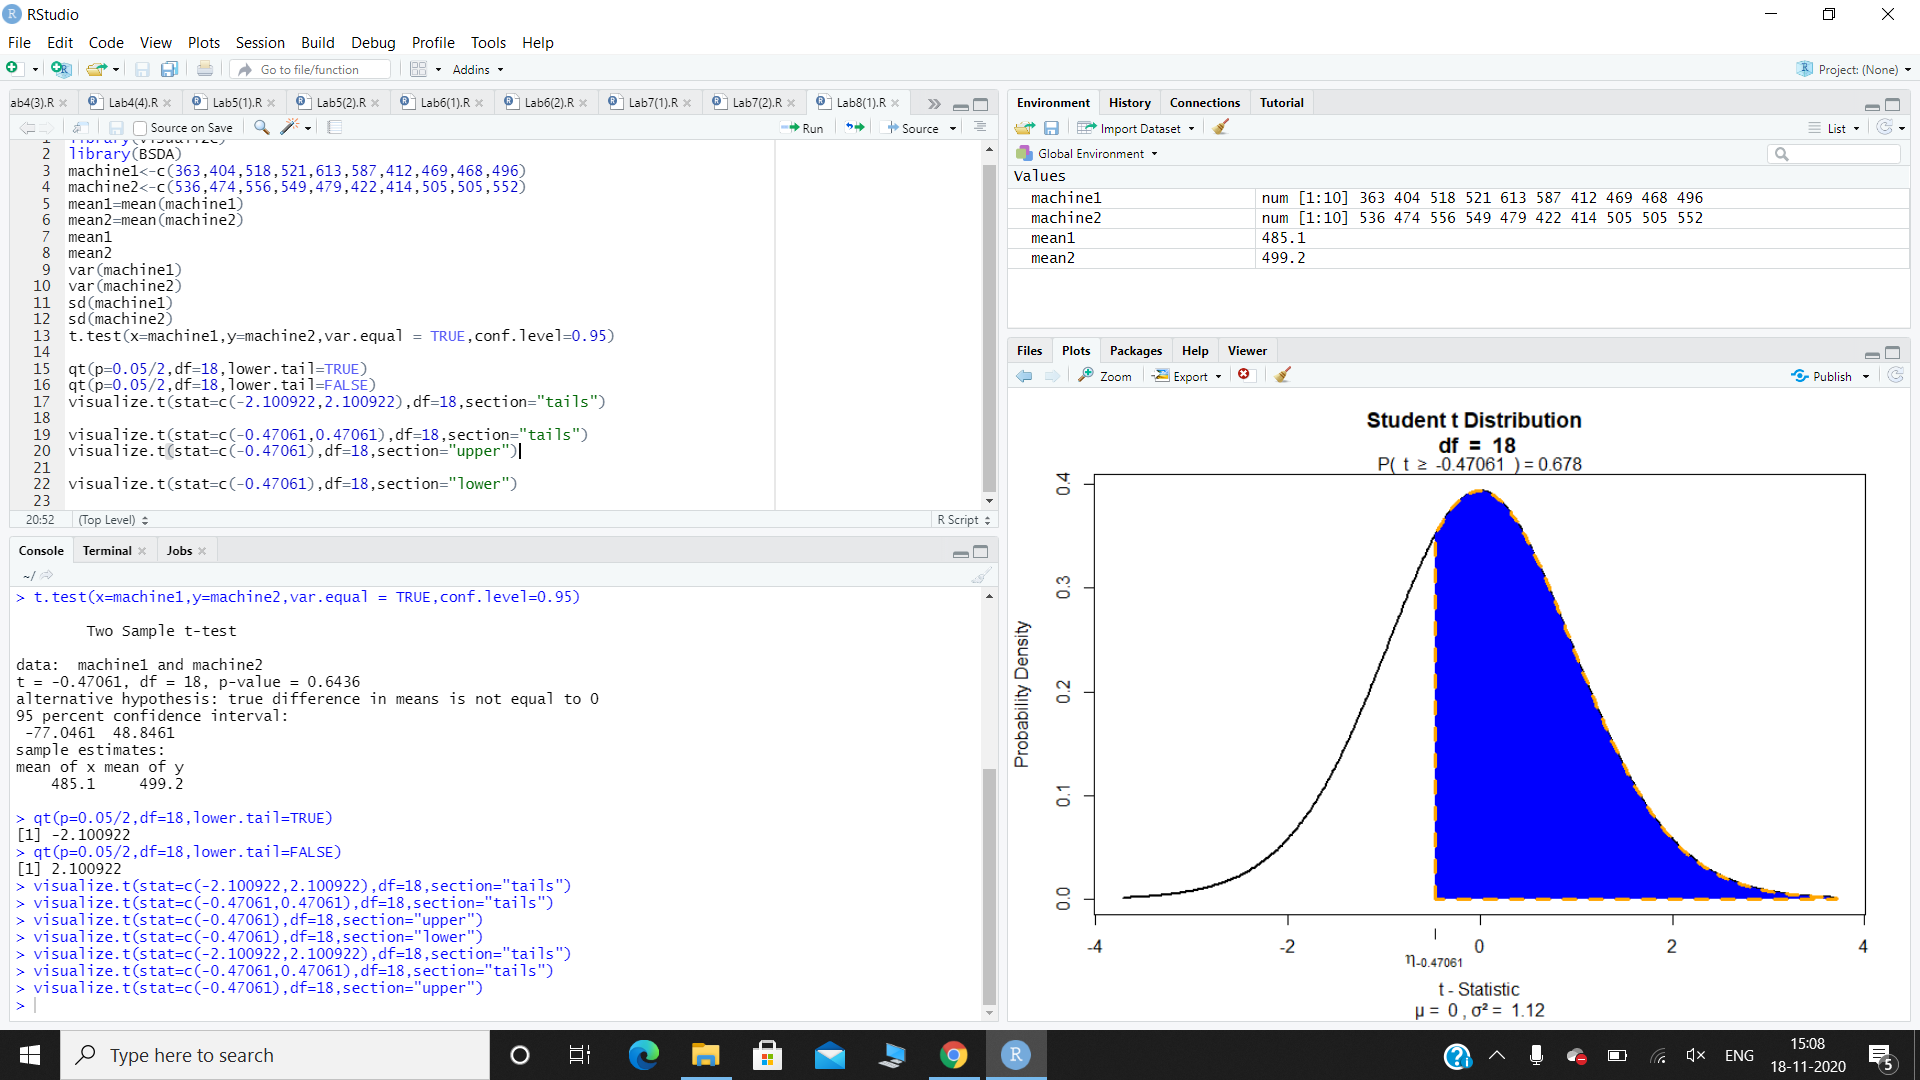 RStudio
File Edit Code View Plots Session Build Debug Profile Tools Help
Go to file/function Addins Project: (None)
ab4(3).R Lab4(4).R Lab5(1).R Lab5(2).R Lab6(1).R Lab6(2).R Lab7(1).R Lab7(2).R Lab8(1).R
Source on Save Run Source
2 library(BSDA)
3 machine1<-c(363,404,518,521,613,587,412,469,468,496)
4 machine2<-c(536,474,556,549,479,422,414,505,505,552)
5 mean1=mean(machine1)
6 mean2=mean(machine2)
7 mean1
8 mean2
9 var(machine1)
10 var(machine2)
11 sd(machine1)
12 sd(machine2)
13 t.test(x=machine1,y=machine2,var.equal = TRUE,conf.level=0.95)
14
15 qt(p=0.05/2,df=18,lower.tail=TRUE)
16 qt(p=0.05/2,df=18,lower.tail=FALSE)
17 visualize.t(stat=c(-2.100922,2.100922),df=18,section="tails")
18
19 visualize.t(stat=c(-0.47061,0.47061),df=18,section="tails")
20 visualize.t(stat=c(-0.47061),df=18,section="upper")
21
22 visualize.t(stat=c(-0.47061),df=18,section="lower")
23
20:52 (Top Level) R Script
Console Terminal Jobs
~/
> t.test(x=machine1,y=machine2,var.equal = TRUE,conf.level=0.95)
Two Sample t-test
data: machine1 and machine2
t = -0.47061, df = 18, p-value = 0.6436
alternative hypothesis: true difference in means is not equal to 0
95 percent confidence interval:
-77.0461 48.8461
sample estimates:
mean of x mean of y
485.1 499.2
> qt(p=0.05/2,df=18,lower.tail=TRUE)
[1] -2.100922
> qt(p=0.05/2,df=18,lower.tail=FALSE)
[1] 2.100922
> visualize.t(stat=c(-2.100922,2.100922),df=18,section="tails")
> visualize.t(stat=c(-0.47061,0.47061),df=18,section="tails")
> visualize.t(stat=c(-0.47061),df=18,section="upper")
> visualize.t(stat=c(-0.47061),df=18,section="lower")
> visualize.t(stat=c(-2.100922,2.100922),df=18,section="tails")
> visualize.t(stat=c(-0.47061,0.47061),df=18,section="tails")
> visualize.t(stat=c(-0.47061),df=18,section="upper")
>
Environment History Connections Tutorial
Import Dataset List
Global Environment
Values
machine1 num [1:10] 363 404 518 521 613 587 412 469 468 496
machine2 num [1:10] 536 474 556 549 479 422 414 505 505 552
mean1 485.1
mean2 499.2
Files Plots Packages Help Viewer
Zoom Export Publish
Student t Distribution
df = 18
P( t ≥ -0.47061 ) = 0.678
Probability Density
0.4
0.3
0.2
0.1
0.0
-4 -2 0 2 4
η-0.47061
t - Statistic
μ = 0 , σ² = 1.12
Type here to search
ENG
15:08
18-11-2020
5